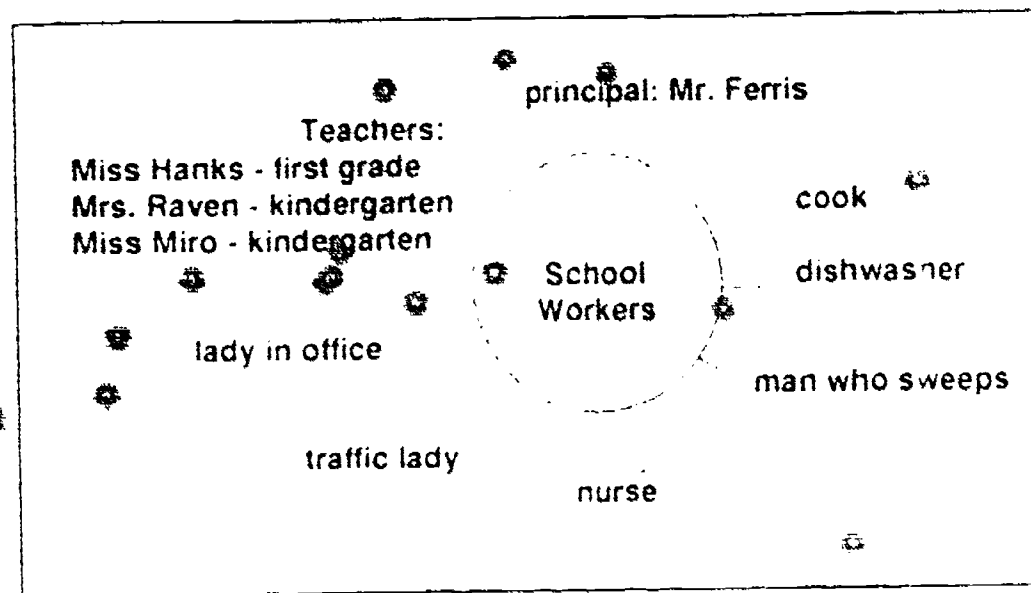 principal: Mr. Ferris
Teachers:
Miss Hanks - first grade
Mrs. Raven - kindergarten
Miss Miro - kindergarten
cook
School
Workers
dishwasher
lady in office
man who sweeps
traffic lady
nurse